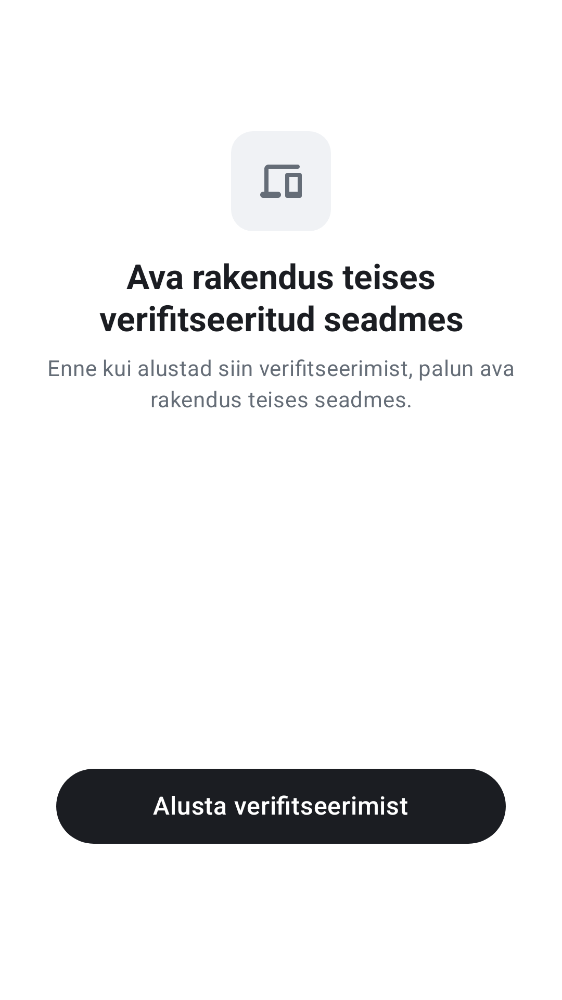 Ava rakendus teises
verifitseeritud seadmes
Enne kui alustad siin verifitseerimist, palun ava
rakendus teises seadmes.
Alusta verifitseerimist